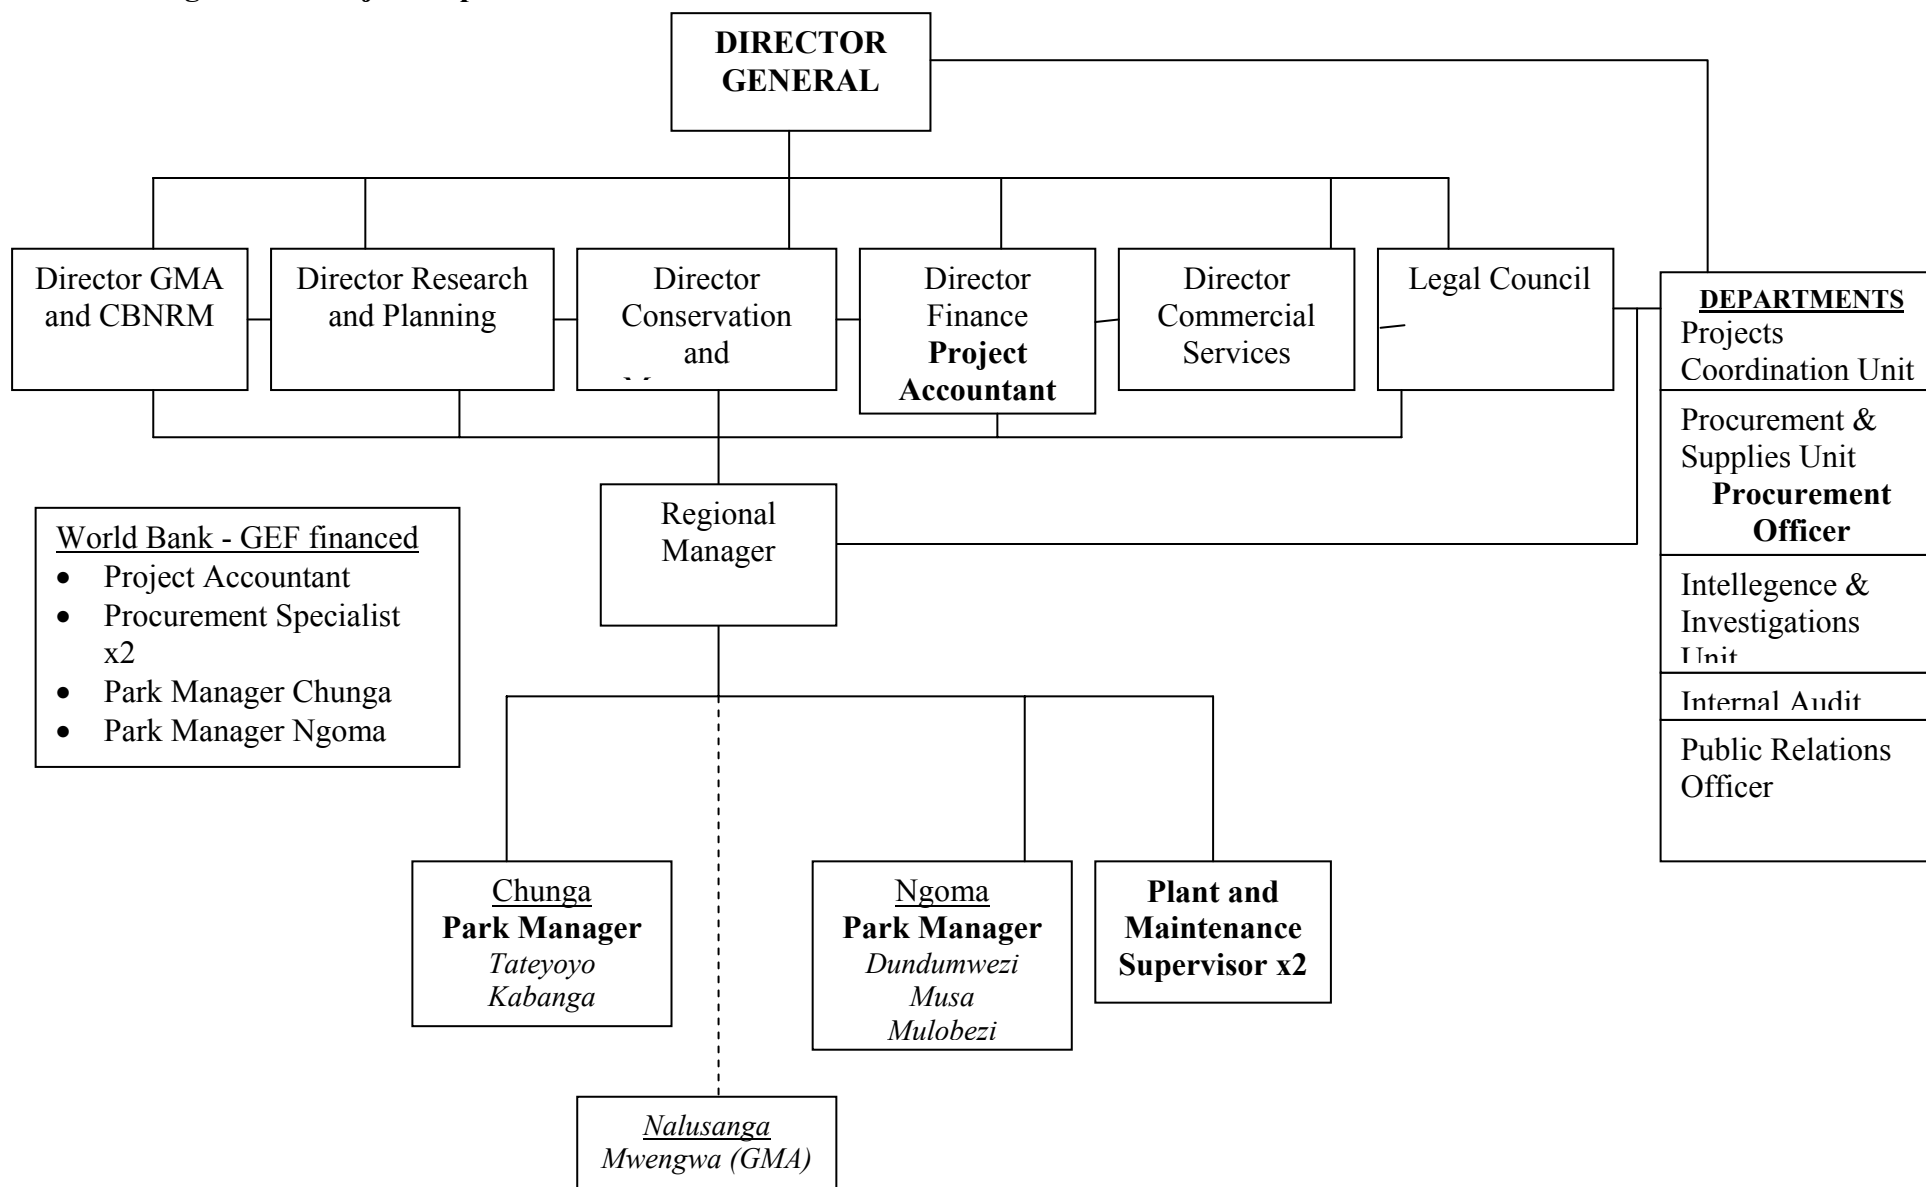 DIRECTOR
GENERAL
Director GMA
and CBNRM
Director Research
and Planning
Director
Conservation
and
Director
Finance
Project
Accountant
Director
Commercial
Services
Legal Council
DEPARTMENTS
Projects
Coordination Unit
Procurement &
Supplies Unit
Procurement
Officer
Intellegence &
Investigations
Unit
Internal Audit
Public Relations
Officer
Regional
Manager
World Bank - GEF financed
• Project Accountant
• Procurement Specialist
x2
• Park Manager Chunga
• Park Manager Ngoma
Chunga
Park Manager
Tateyoyo
Kabanga
Ngoma
Park Manager
Dundumwezi
Musa
Mulobezi
Plant and
Maintenance
Supervisor x2
Nalusanga
Mwengwa (GMA)